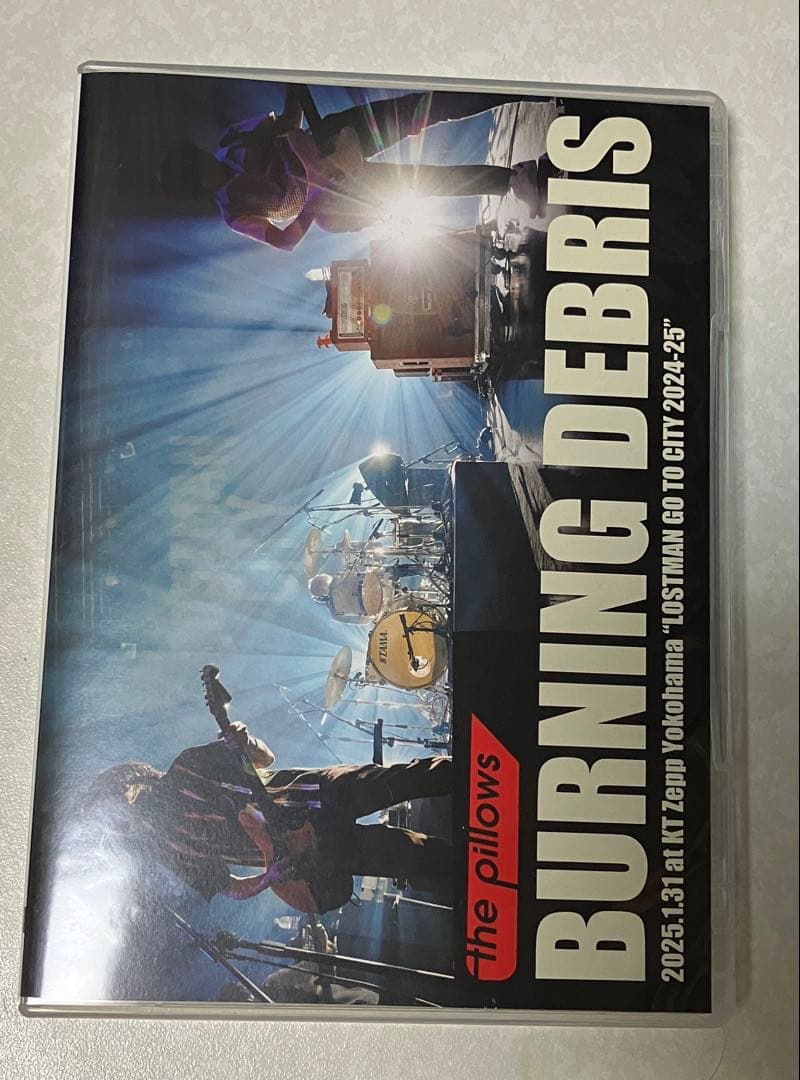 TAMA
the pillows
BURNING DEBRIS
2025.1.31 at KT Zepp Yokohama “LOSTMAN GO TO CITY 2024-25”